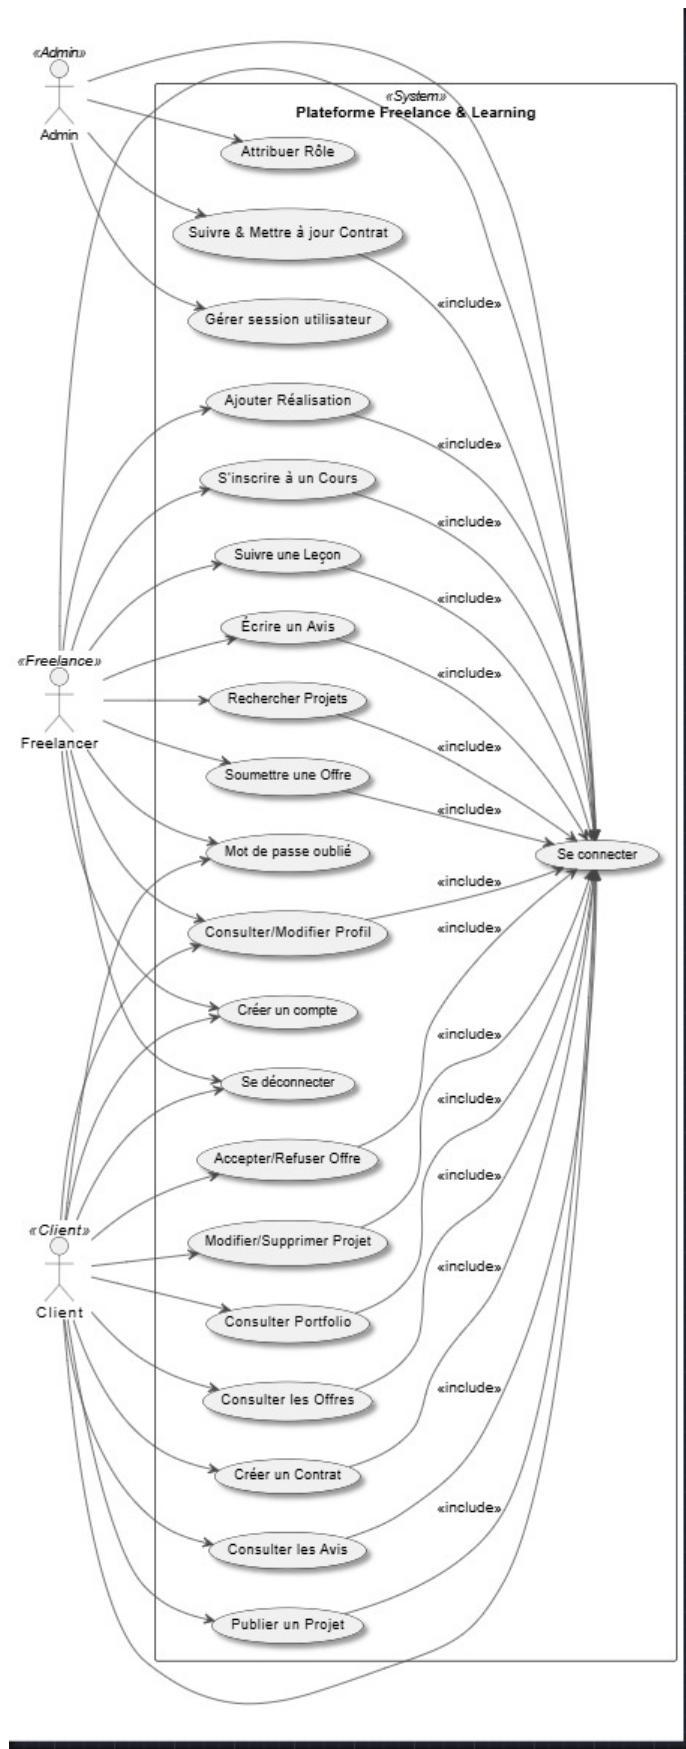 «Admin»
Admin
«System»
Plateforme Freelance & Learning
Attribuer Rôle
Suivre & Mettre à jour Contrat
«include»
Gérer session utilisateur
Ajouter Réalisation
«include»
S'inscrire à un Cours
«include»
Suivre une Leçon
«include»
Écrire un Avis
«Freelance»
«include»
Rechercher Projets
Freelancer
«include»
Soumettre une Offre
«include»
Mot de passe oublié
Se connecter
«include»
Consulter/Modifier Profil
«include»
Créer un compte
«include»
Se déconnecter
«include»
Accepter/Refuser Offre
«include»
«Client»
Modifier/Supprimer Projet
«include»
Client
Consulter Portfolio
«include»
Consulter les Offres
Créer un Contrat
«include»
Consulter les Avis
Publier un Projet